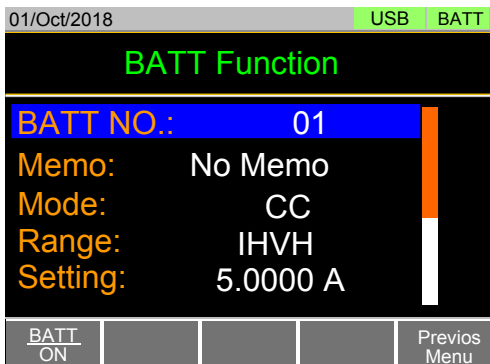 01/Oct/2018 USB BATT
BATT Function
BATT NO.: 01
Memo: No Memo
Mode: CC
Range: IHVH
Setting: 5.0000 A
BATT ON
Previos Menu